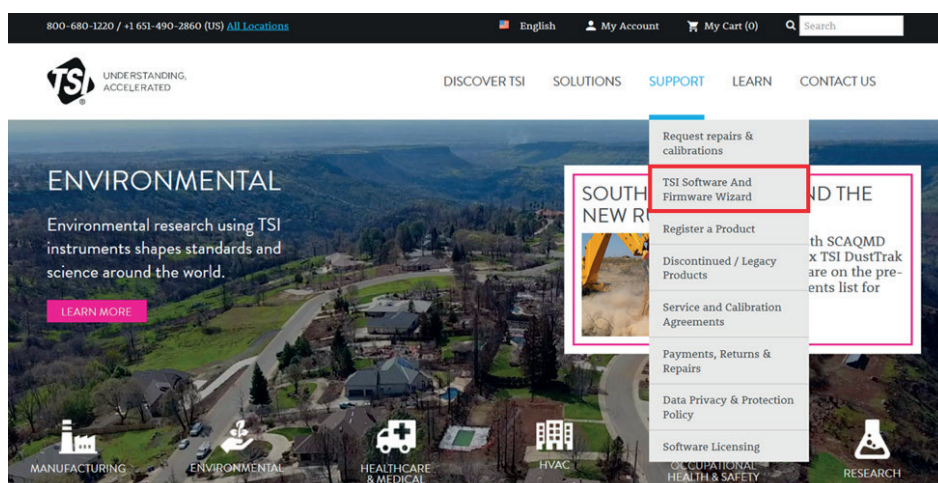 800-680-1220 / +1 651-490-2860 (US) All Locations
English
My Account
My Cart (0)
Search
TSI
UNDERSTANDING,
ACCELERATED
DISCOVER TSI
SOLUTIONS
SUPPORT
LEARN
CONTACT US
Request repairs &
calibrations
TSI Software And
Firmware Wizard
Register a Product
Discontinued / Legacy
Products
Service and Calibration
Agreements
Payments, Returns &
Repairs
Data Privacy & Protection
Policy
Software Licensing
ENVIRONMENTAL
Environmental research using TSI
instruments shapes standards and
science around the world.
LEARN MORE
SOUTH
ND THE
NEW RU
th SCAQMD
x TSI DustTrak
are on the pre-
ents list for
MANUFACTURING
ENVIRONMENTAL
HEALTHCARE
& MEDICAL
HVAC
OCCUPATIONAL
HEALTH & SAFETY
RESEARCH